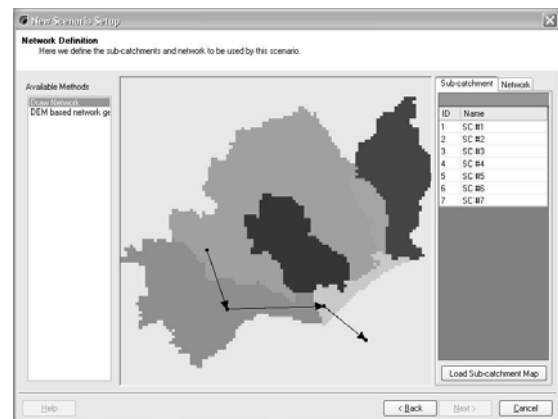 New Scenario Setup
Network Definition
Here we define the sub-catchments and network to be used by this scenario.
Available Methods
Draw Network
DEM based network ge
Sub-catchment Network
ID Name
1 SC #1
2 SC #2
3 SC #3
4 SC #4
5 SC #5
6 SC #6
7 SC #7
Load Sub-catchment Map
Help
< Back
Next >
Cancel